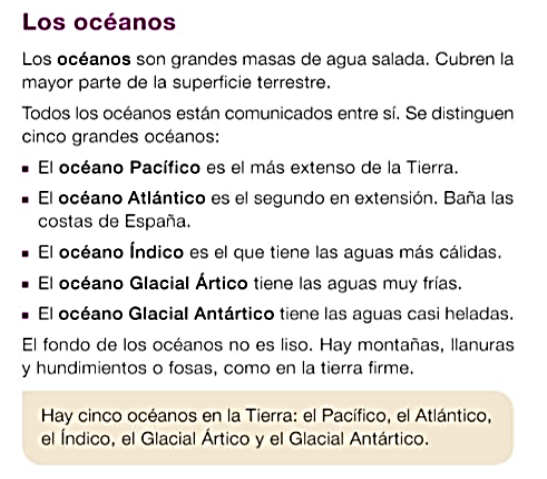 Los océanos
Los océanos son grandes masas de agua salada. Cubren la
mayor parte de la superficie terrestre.
Todos los océanos están comunicados entre sí. Se distinguen
cinco grandes océanos:
▪ El océano Pacífico es el más extenso de la Tierra.
▪ El océano Atlántico es el segundo en extensión. Baña las
costas de España.
▪ El océano Índico es el que tiene las aguas más cálidas.
▪ El océano Glacial Ártico tiene las aguas muy frías.
▪ El océano Glacial Antártico tiene las aguas casi heladas.
El fondo de los océanos no es liso. Hay montañas, llanuras
y hundimientos o fosas, como en la tierra firme.
Hay cinco océanos en la Tierra: el Pacífico, el Atlántico,
el Índico, el Glacial Ártico y el Glacial Antártico.